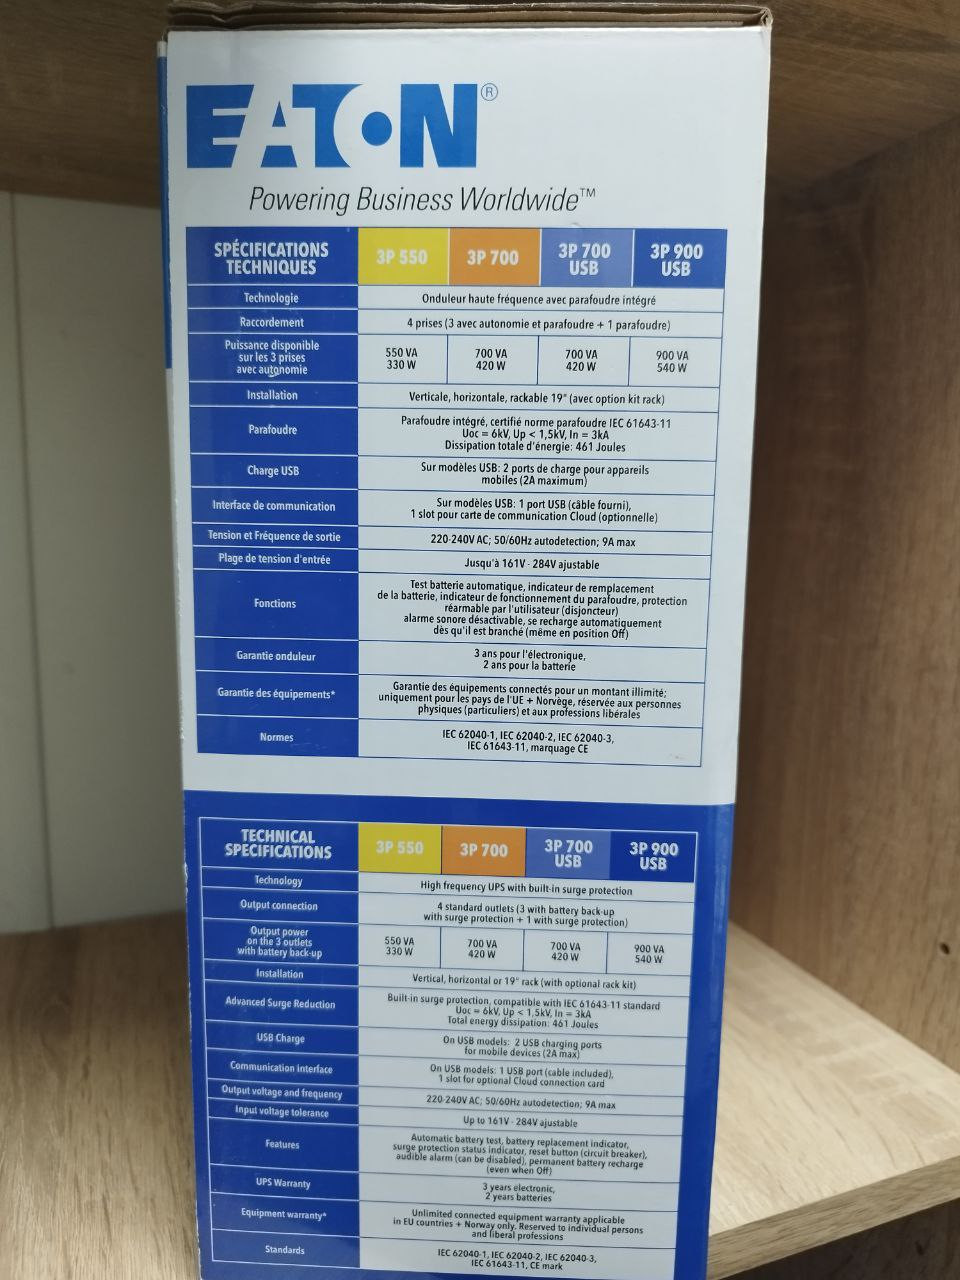 EATON®
Powering Business Worldwide™
SPÉCIFICATIONS TECHNIQUES 3P 550 3P 700 3P 700 USB 3P 900 USB
Technologie Onduleur haute fréquence avec parafoudre intégré
Raccordement 4 prises (3 avec autonomie et parafoudre + 1 parafoudre)
Puissance disponible
sur les 3 prises
avec autonomie
550 VA
330 W
700 VA
420 W
700 VA
420 W
900 VA
540 W
Installation Verticale, horizontale, rackable 19" (avec option kit rack)
Parafoudre
Parafoudre intégré, certifié norme parafoudre IEC 61643-11
Uoc = 6kV, Up < 1,5kV, In = 3kA
Dissipation totale d'énergie: 461 Joules
Charge USB
Sur modèles USB: 2 ports de charge pour appareils
mobiles (2A maximum)
Interface de communication
Sur modèles USB: 1 port USB (câble fourni),
1 slot pour carte de communication Cloud (optionnelle)
Tension et Fréquence de sortie 220-240V AC; 50/60Hz autodetection; 9A max
Plage de tension d'entrée Jusqu'à 161V - 284V ajustable
Fonctions
Test batterie automatique, indicateur de remplacement
de la batterie, indicateur de fonctionnement du parafoudre, protection
réarmable par l'utilisateur (disjoncteur)
alarme sonore désactivable, se recharge automatiquement
dès qu'il est branché (même en position Off)
Garantie onduleur
3 ans pour l'électronique,
2 ans pour la batterie
Garantie des équipements*
Garantie des équipements connectés pour un montant illimité;
uniquement pour les pays de l'UE + Norvège, réservée aux personnes
physiques (particuliers) et aux professions libérales
Normes
IEC 62040-1, IEC 62040-2, IEC 62040-3,
IEC 61643-11, marquage CE
TECHNICAL SPECIFICATIONS 3P 550 3P 700 3P 700 USB 3P 900 USB
Technology High frequency UPS with built-in surge protection
Output connection
4 standard outlets (3 with battery back-up
with surge protection + 1 with surge protection)
Output power
on the 3 outlets
with battery back-up
550 VA
330 W
700 VA
420 W
700 VA
420 W
900 VA
540 W
Installation Vertical, horizontal or 19" rack (with optional rack kit)
Advanced Surge Reduction
Built-in surge protection, compatible with IEC 61643-11 standard
Uoc = 6kV, Up < 1,5kV, In = 3kA
Total energy dissipation: 461 Joules
USB Charge
On USB models: 2 USB charging ports
for mobile devices (2A max)
Communication interface
On USB models: 1 USB port (cable included),
1 slot for optional Cloud connection card
Output voltage and frequency 220-240V AC; 50/60Hz autodetection; 9A max
Input voltage tolerance Up to 161V - 284V ajustable
Features
Automatic battery test, battery replacement indicator,
surge protection status indicator, reset button (circuit breaker),
audible alarm (can be disabled), permanent battery recharge
(even when Off)
UPS Warranty
3 years electronic,
2 years batteries
Equipment warranty*
Unlimited connected equipment warranty applicable
in EU countries + Norway only. Reserved to individual persons
and liberal professions
Standards
IEC 62040-1, IEC 62040-2, IEC 62040-3,
IEC 61643-11, CE mark